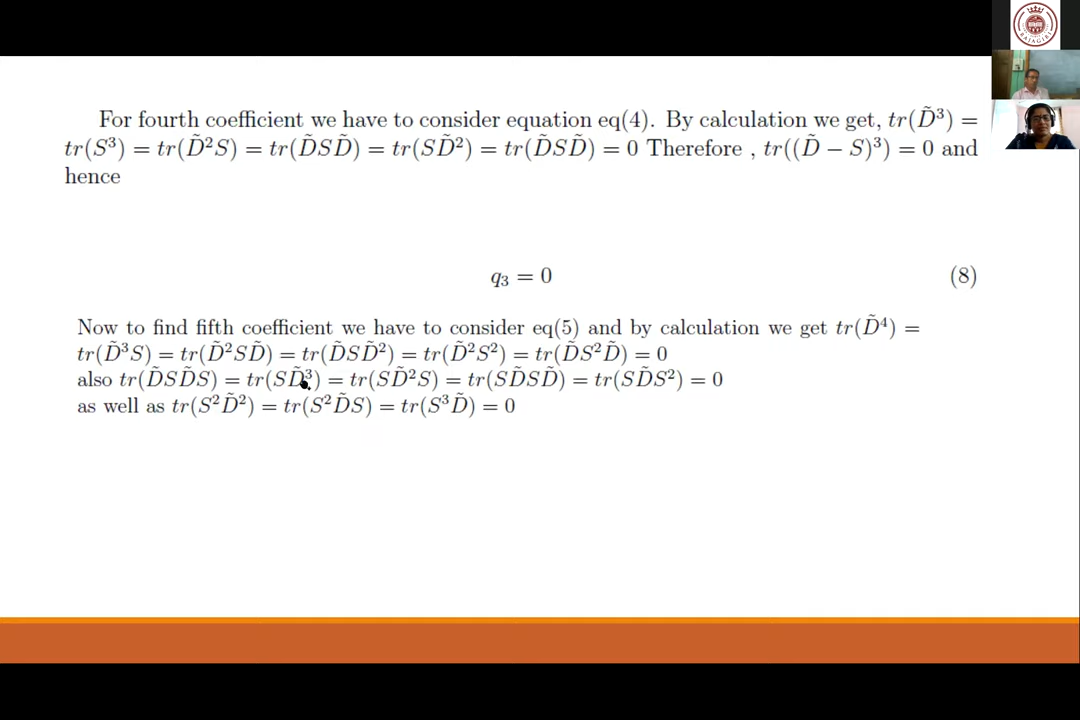 For fourth coefficient we have to consider equation eq(4). By calculation we get, tr(D̃³) =
tr(S³) = tr(D̃²S) = tr(D̃SD̃) = tr(SD̃²) = tr(D̃SD̃) = 0 Therefore , tr((D̃ − S)³) = 0 and
hence
q₃ = 0 (8)
Now to find fifth coefficient we have to consider eq(5) and by calculation we get tr(D̃⁴) =
tr(D̃³S) = tr(D̃²SD̃) = tr(D̃SD̃²) = tr(D̃²S²) = tr(D̃S²D̃) = 0
also tr(D̃SD̃S) = tr(SD̃³) = tr(SD̃²S) = tr(SD̃SD̃) = tr(SD̃S²) = 0
as well as tr(S²D̃²) = tr(S²D̃S) = tr(S³D̃) = 0
RAJAGIRI